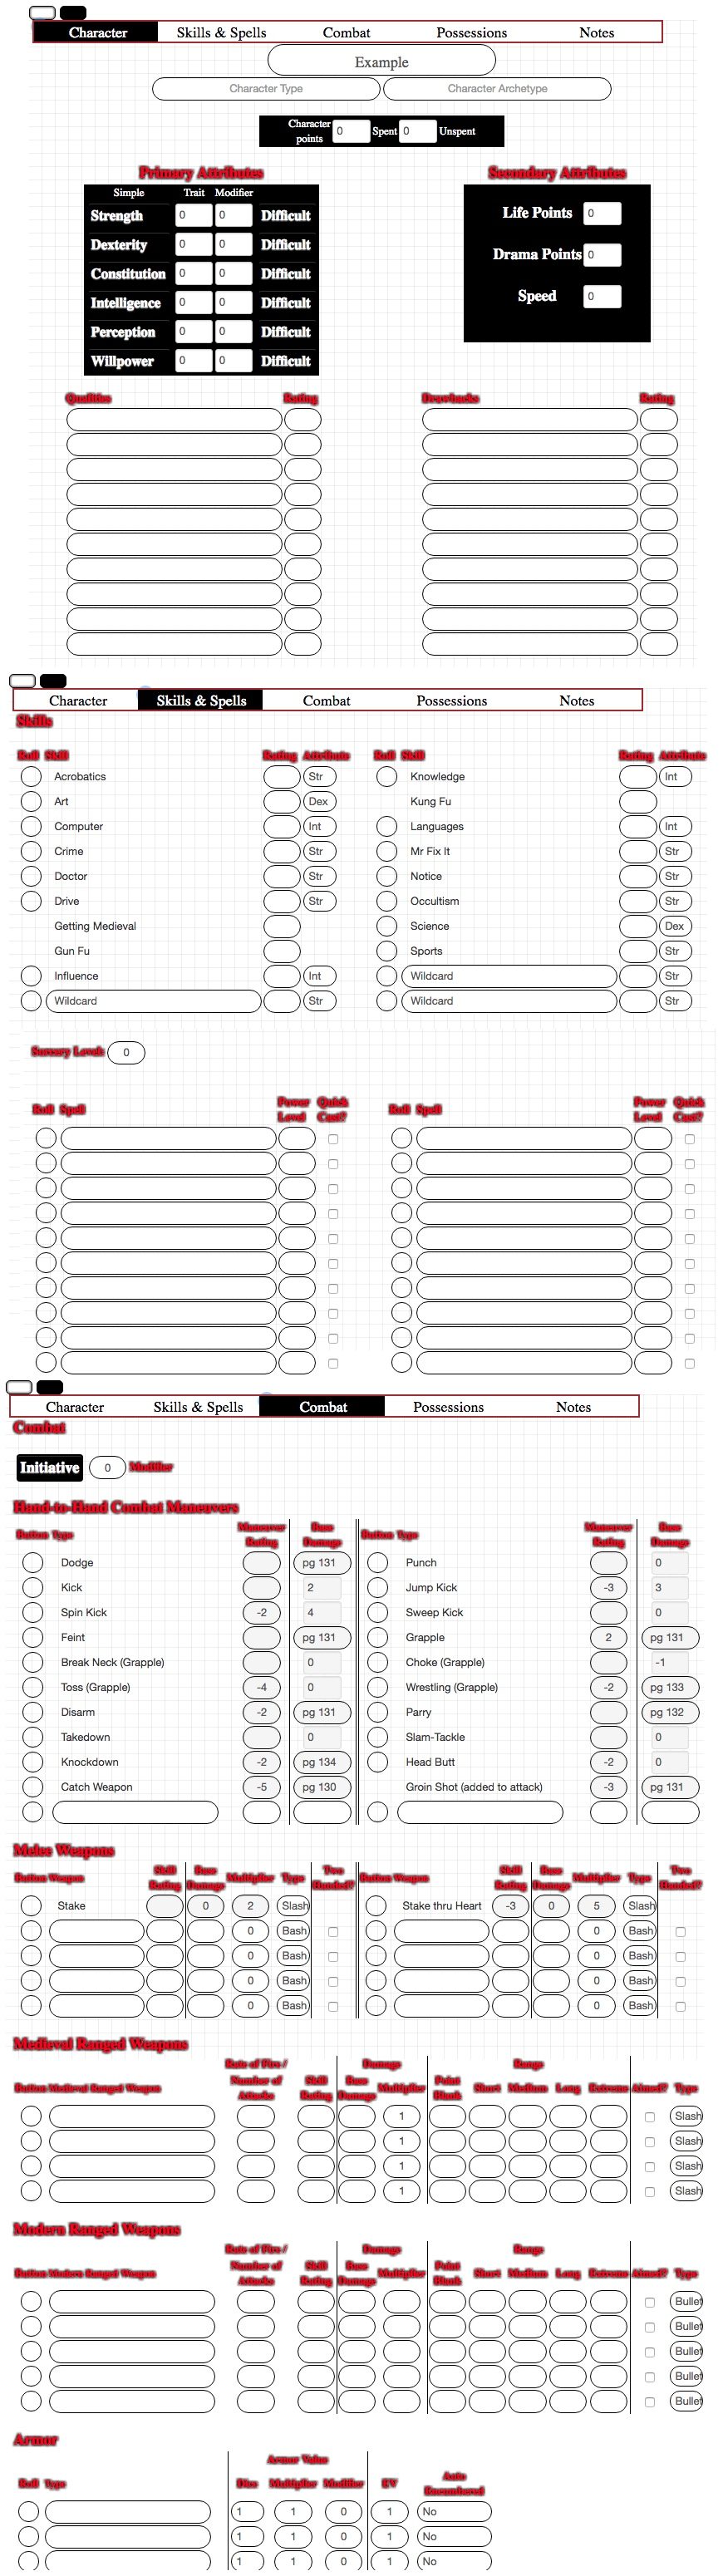 Character Skills & Spells Combat Possessions Notes
Example
Character Type Character Archetype
Character points 0 Spent 0 Unspent
Primary Attributes Secondary Attributes
Simple Trait Modifier
Strength 0 0 Difficult Life Points 0
Dexterity 0 0 Difficult Drama Points 0
Constitution 0 0 Difficult
Intelligence 0 0 Difficult Speed 0
Perception 0 0 Difficult
Willpower 0 0 Difficult
Qualities Rating Drawbacks Rating
Character Skills & Spells Combat Possessions Notes
Skills
Roll Skill Rating Attribute Roll Skill Rating Attribute
Acrobatics Str Knowledge Int
Art Dex Kung Fu
Computer Int Languages Int
Crime Str Mr Fix It Str
Doctor Str Notice Str
Drive Str Occultism Str
Getting Medieval Science Dex
Gun Fu Sports Str
Influence Int Wildcard Str
Wildcard Str Wildcard Str
Sorcery Level: 0
Roll Spell Power Level Quick Cast? Roll Spell Power Level Quick Cast?
Character Skills & Spells Combat Possessions Notes
Combat
Initiative 0 Modifier
Hand-to-Hand Combat Maneuvers
Button Type Maneuver Rating Base Damage Button Type Maneuver Rating Base Damage
Dodge pg 131 Punch 0
Kick 2 Jump Kick -3 3
Spin Kick -2 4 Sweep Kick 0
Feint pg 131 Grapple 2 pg 131
Break Neck (Grapple) 0 Choke (Grapple) -1
Toss (Grapple) -4 0 Wrestling (Grapple) -2 pg 133
Disarm -2 pg 131 Parry pg 132
Takedown 0 Slam-Tackle 0
Knockdown -2 pg 134 Head Butt -2 0
Catch Weapon -5 pg 130 Groin Shot (added to attack) -3 pg 131
Melee Weapons
Button Weapon Skill Rating Base Damage Multiplier Type Two Handed? Button Weapon Skill Rating Base Damage Multiplier Type Two Handed?
Stake 0 2 Slash Stake thru Heart -3 0 5 Slash
0 Bash 0 Bash
0 Bash 0 Bash
0 Bash 0 Bash
0 Bash 0 Bash
Medieval Ranged Weapons
Button Medieval Ranged Weapon Rate of Fire / Number of Attacks Skill Rating Damage Base Damage Multiplier Range Point Blank Short Medium Long Extreme Aimed? Type
1 Slash
1 Slash
1 Slash
1 Slash
Modern Ranged Weapons
Button Modern Ranged Weapon Rate of Fire / Number of Attacks Skill Rating Damage Base Damage Multiplier Range Point Blank Short Medium Long Extreme Aimed? Type
Bullet
Bullet
Bullet
Bullet
Bullet
Armor
Roll Type Armor Value Dice Multiplier Modifier EV Auto Encumbered
1 1 0 1 No
1 1 0 1 No
1 1 0 1 No